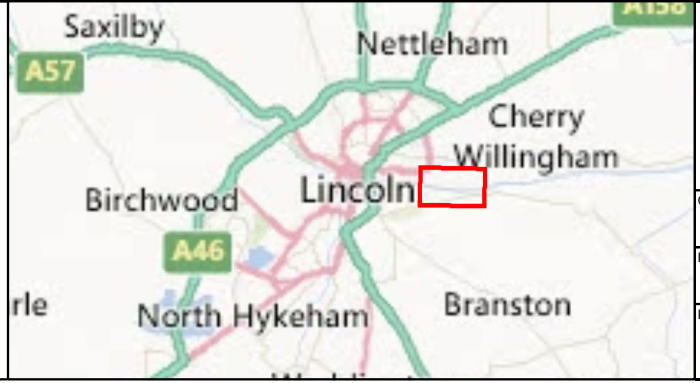 A158
Saxilby
Nettleham
A57
Cherry
Willingham
Lincoln
Birchwood
A46
rle
North Hykeham
Branston